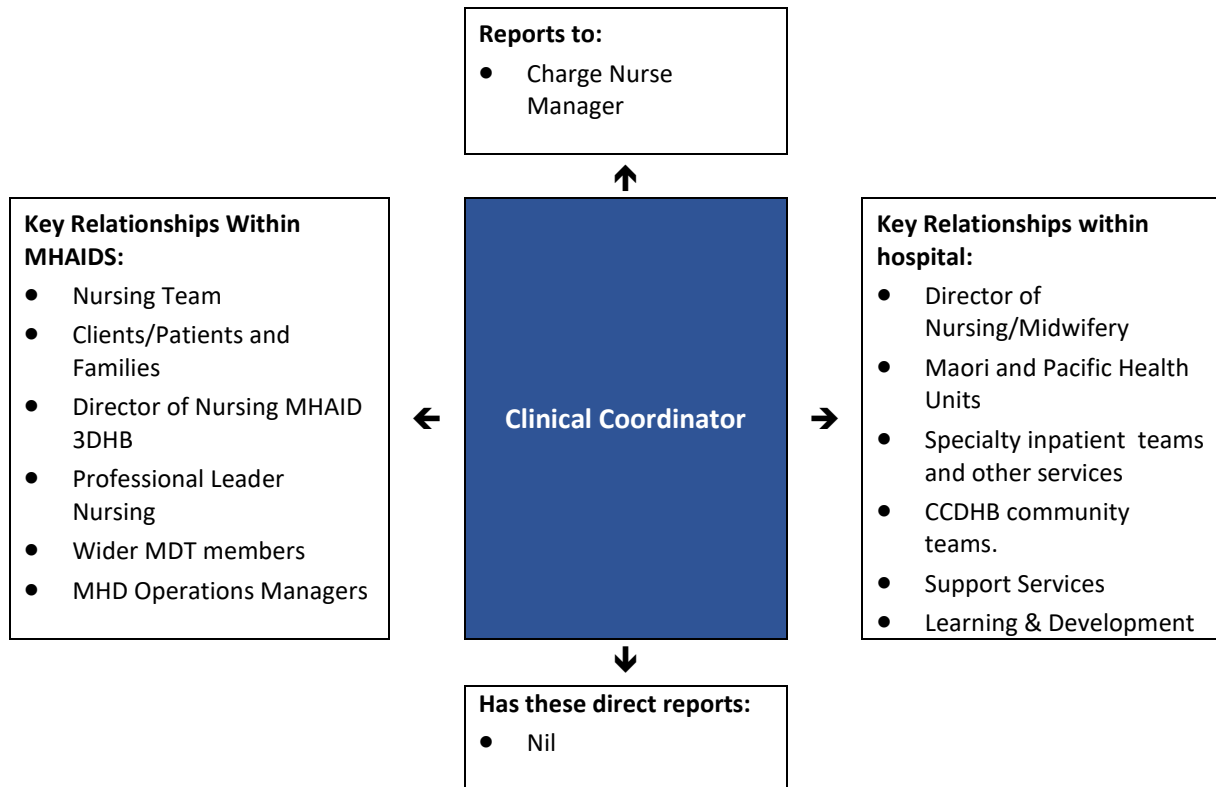 Reports to:
● Charge Nurse
Manager
Key Relationships Within
MHAIDS:
● Nursing Team
● Clients/Patients and
Families
● Director of Nursing MHAID
3DHB
● Professional Leader
Nursing
● Wider MDT members
● MHD Operations Managers
Clinical Coordinator
Key Relationships within
hospital:
● Director of
Nursing/Midwifery
● Maori and Pacific Health
Units
● Specialty inpatient teams
and other services
● CCDHB community
teams.
● Support Services
● Learning & Development
Has these direct reports:
● Nil